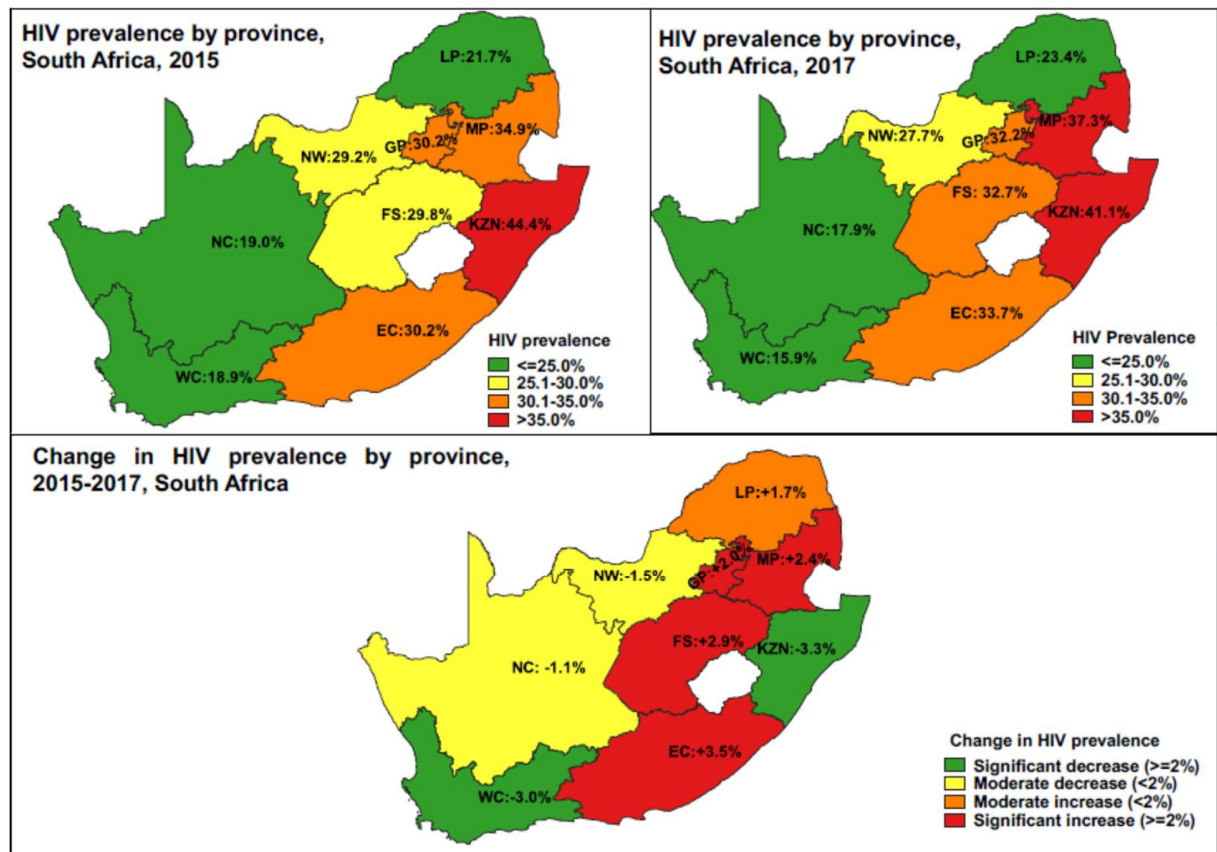 HIV prevalence by province,
South Africa, 2015
LP:21.7%
MP:34.9%
GP:30.2%
NW:29.2%
FS:29.8%
KZN:44.4%
NC:19.0%
EC:30.2%
WC:18.9%
HIV prevalence
<=25.0%
25.1-30.0%
30.1-35.0%
>35.0%
HIV prevalence by province,
South Africa, 2017
LP:23.4%
MP:37.3%
GP:32.2%
NW:27.7%
FS: 32.7%
KZN:41.1%
NC:17.9%
EC:33.7%
WC:15.9%
HIV Prevalence
<=25.0%
25.1-30.0%
30.1-35.0%
>35.0%
Change in HIV prevalence by province,
2015-2017, South Africa
LP:+1.7%
GP:+2.0%
MP:+2.4%
NW:-1.5%
FS:+2.9%
KZN:-3.3%
NC: -1.1%
EC:+3.5%
WC:-3.0%
Change in HIV prevalence
Significant decrease (>=2%)
Moderate decrease (<2%)
Moderate increase (<2%)
Significant increase (>=2%)